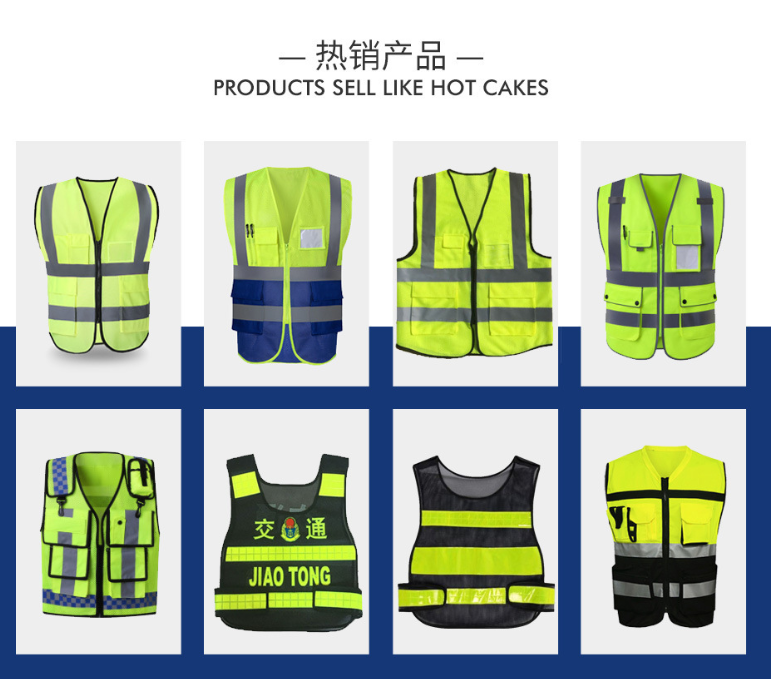 — 热销产品 —
PRODUCTS SELL LIKE HOT CAKES
交 通
JIAO TONG